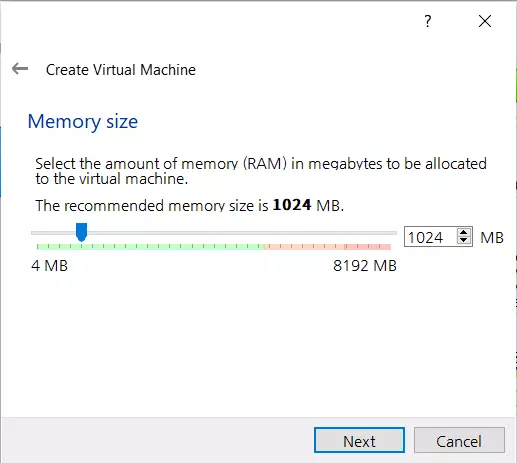 ?
Create Virtual Machine
Memory size
Select the amount of memory (RAM) in megabytes to be allocated
to the virtual machine.
The recommended memory size is 1024 MB.
1024 MB
4 MB 8192 MB
Next Cancel